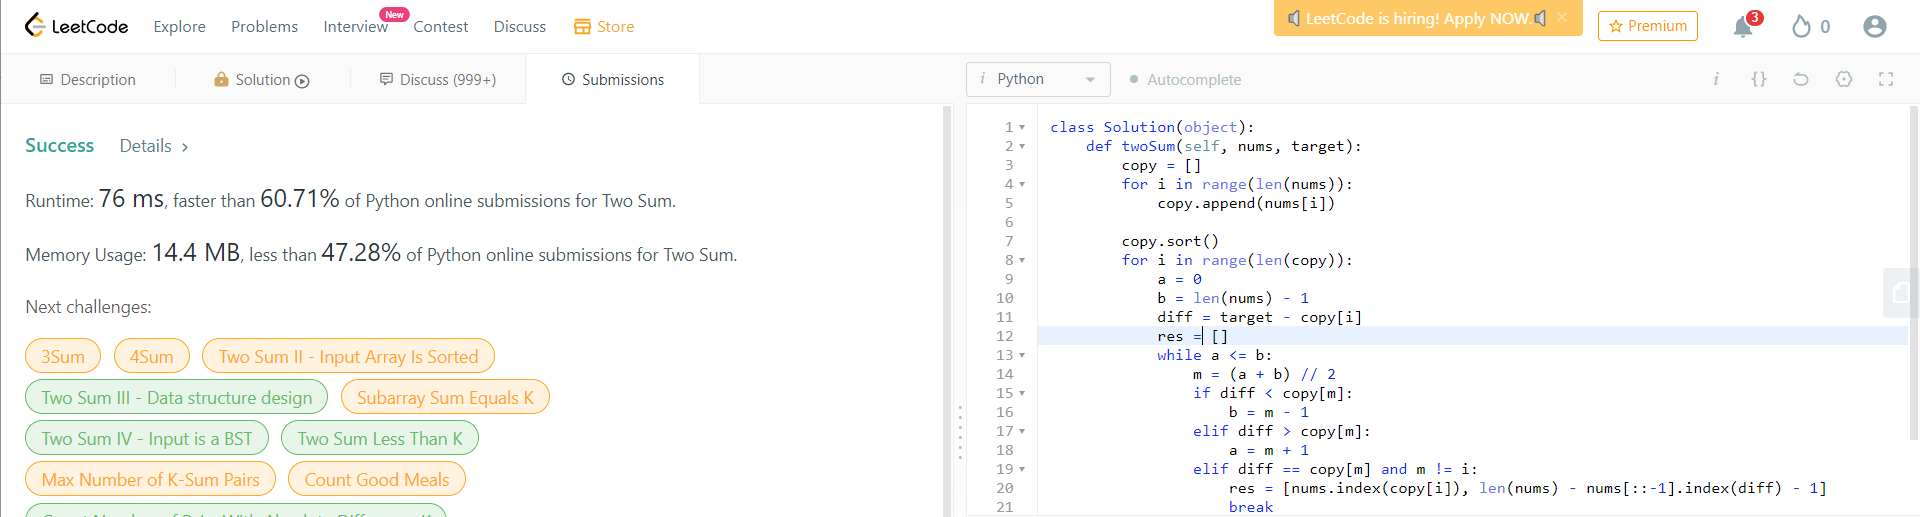 LeetCode Explore Problems Interview New Contest Discuss Store LeetCode is hiring! Apply NOW. × Premium 3 0
Description Solution Discuss (999+) Submissions
Success Details >
Runtime: 76 ms, faster than 60.71% of Python online submissions for Two Sum.
Memory Usage: 14.4 MB, less than 47.28% of Python online submissions for Two Sum.
Next challenges:
3Sum 4Sum Two Sum II - Input Array Is Sorted
Two Sum III - Data structure design Subarray Sum Equals K
Two Sum IV - Input is a BST Two Sum Less Than K
Max Number of K-Sum Pairs Count Good Meals
i Python Autocomplete i {}
1 class Solution(object):
2     def twoSum(self, nums, target):
3         copy = []
4         for i in range(len(nums)):
5             copy.append(nums[i])
6
7         copy.sort()
8         for i in range(len(copy)):
9             a = 0
10             b = len(nums) - 1
11             diff = target - copy[i]
12             res = []
13             while a <= b:
14                 m = (a + b) // 2
15                 if diff < copy[m]:
16                     b = m - 1
17                 elif diff > copy[m]:
18                     a = m + 1
19                 elif diff == copy[m] and m != i:
20                     res = [nums.index(copy[i]), len(nums) - nums[::-1].index(diff) - 1]
21                     break